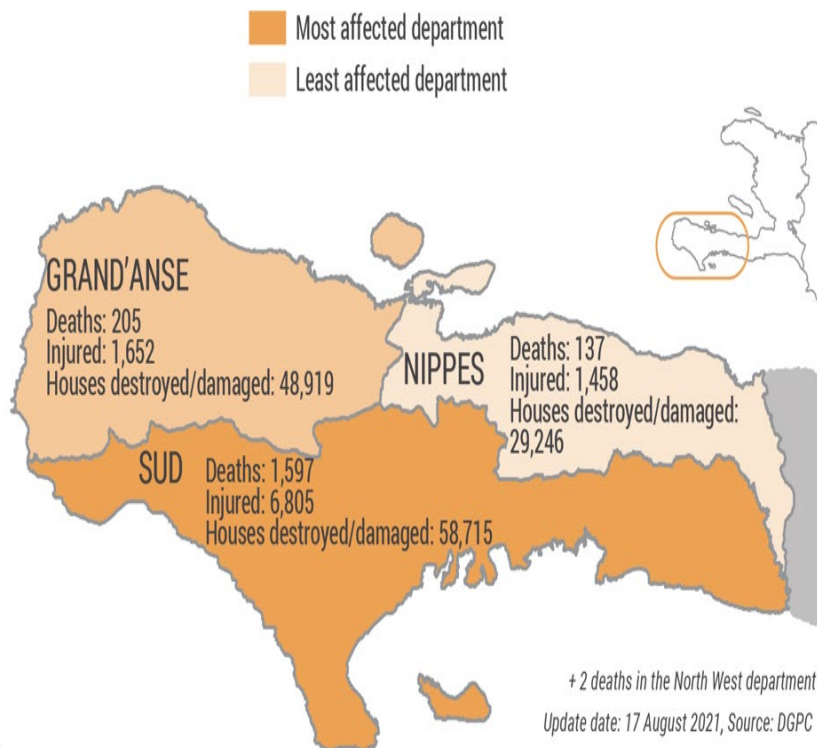 Most affected department
Least affected department
GRAND'ANSE
Deaths: 205
Injured: 1,652
Houses destroyed/damaged: 48,919
NIPPES
Deaths: 137
Injured: 1,458
Houses destroyed/damaged:
29,246
SUD
Deaths: 1,597
Injured: 6,805
Houses destroyed/damaged: 58,715
+ 2 deaths in the North West department
Update date: 17 August 2021, Source: DGPC